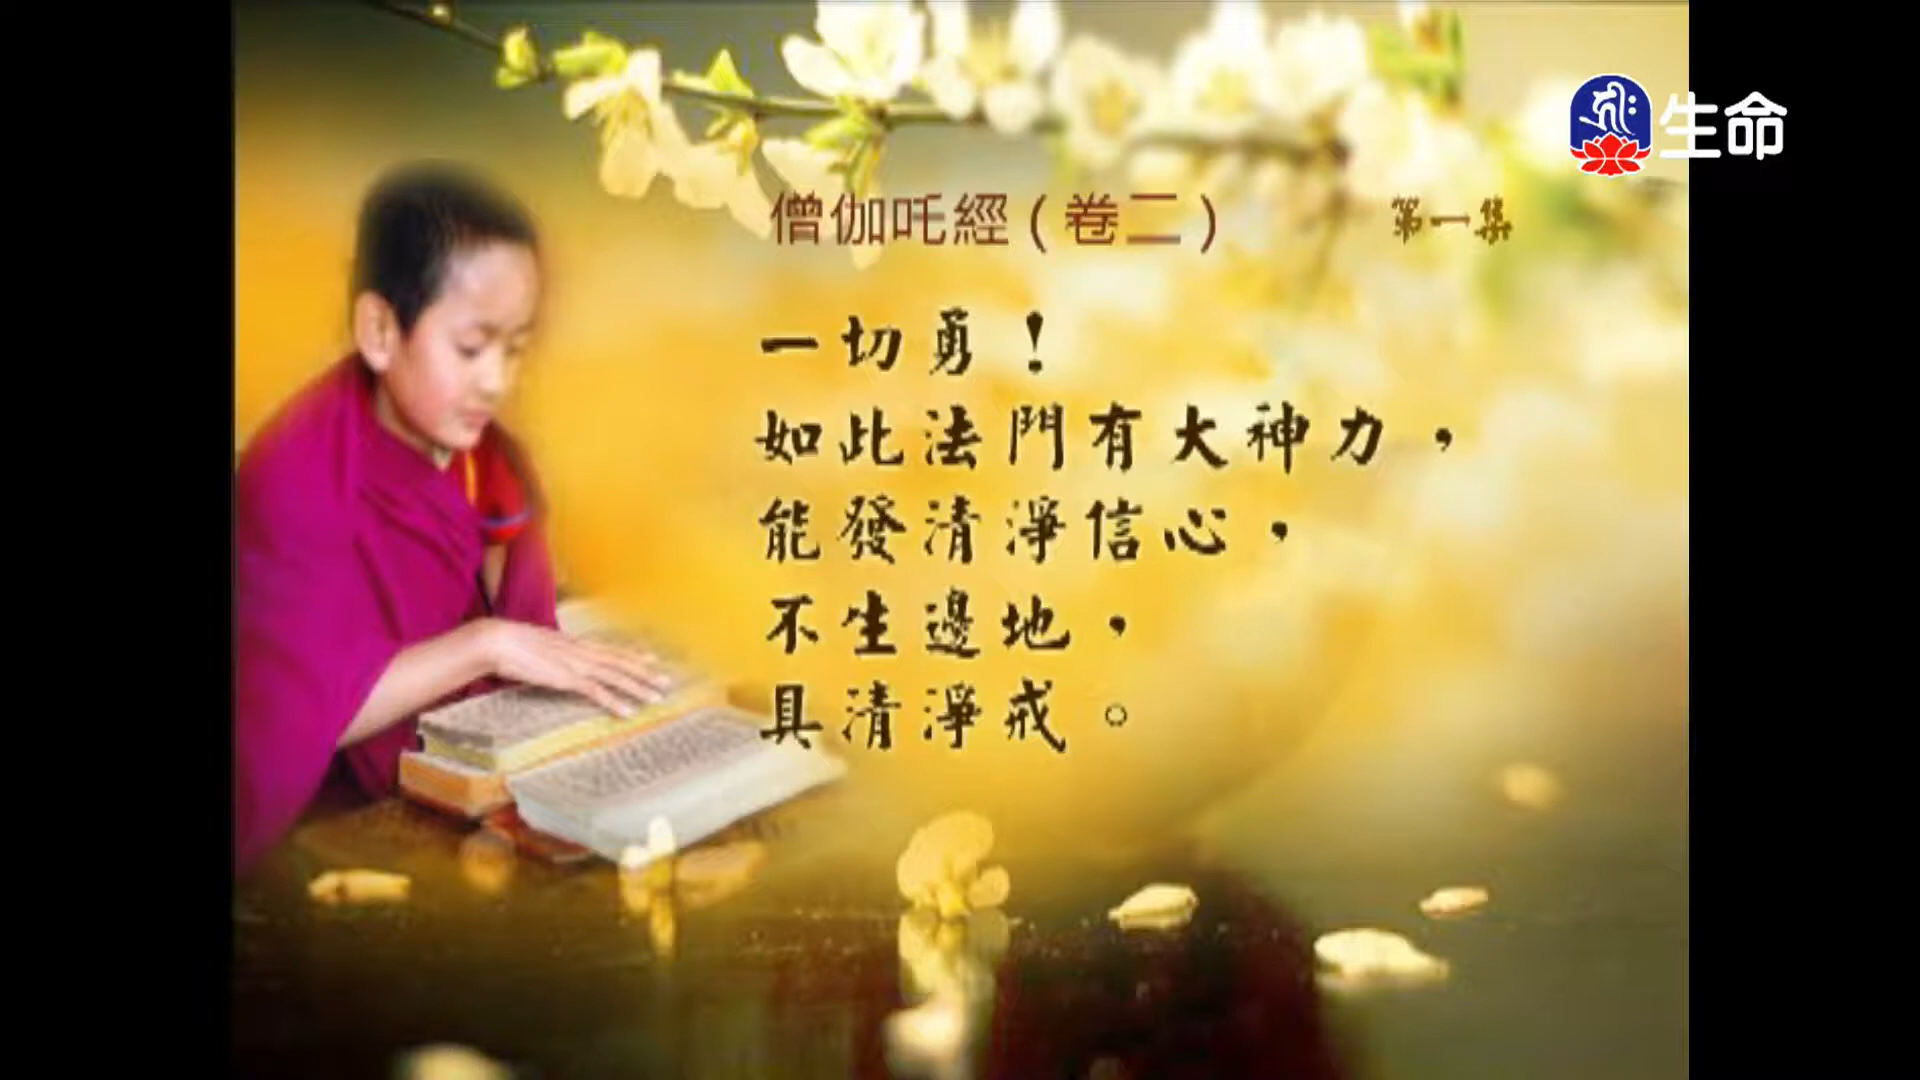 生命
僧伽吒經(卷二)
第一集
一切勇！
如此法門有大神力，
能發清淨信心，
不生邊地，
具清淨戒。